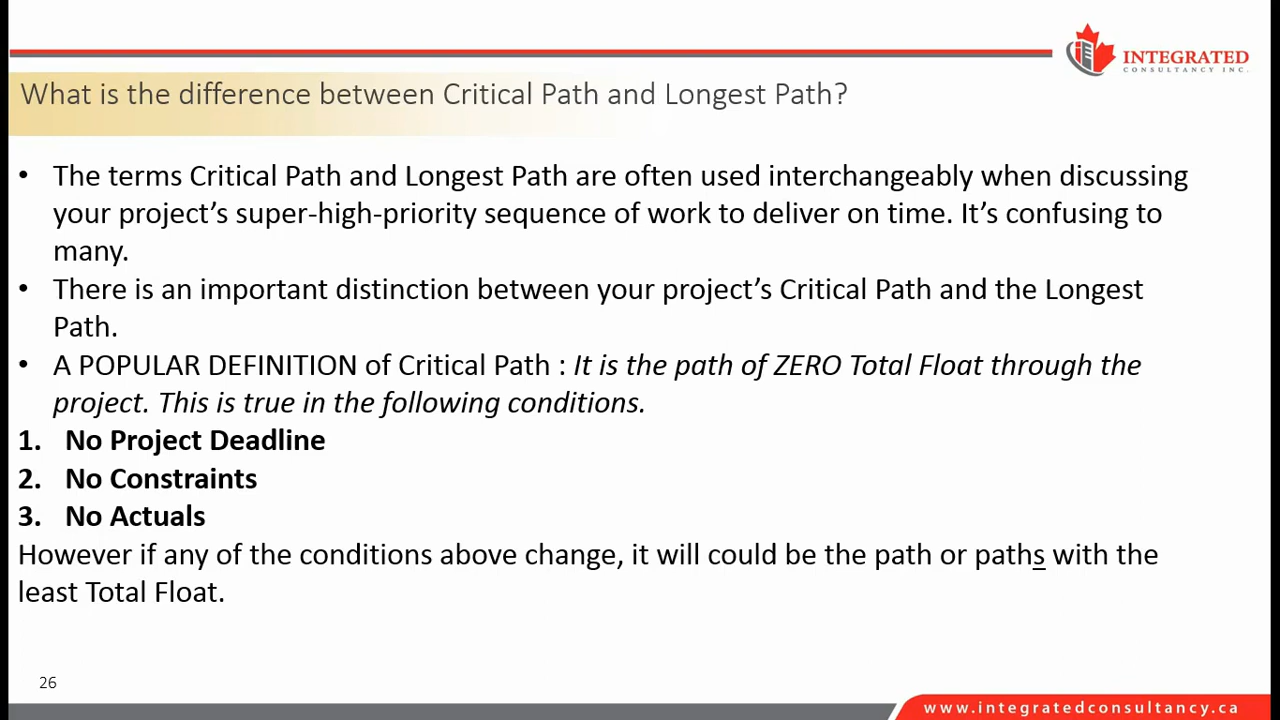 INTEGRATED
CONSULTANCY INC.
What is the difference between Critical Path and Longest Path?
• The terms Critical Path and Longest Path are often used interchangeably when discussing
your project’s super-high-priority sequence of work to deliver on time. It’s confusing to
many.
• There is an important distinction between your project’s Critical Path and the Longest
Path.
• A POPULAR DEFINITION of Critical Path : It is the path of ZERO Total Float through the
project. This is true in the following conditions.
1. No Project Deadline
2. No Constraints
3. No Actuals
However if any of the conditions above change, it will could be the path or paths with the
least Total Float.
26
www.integratedconsultancy.ca